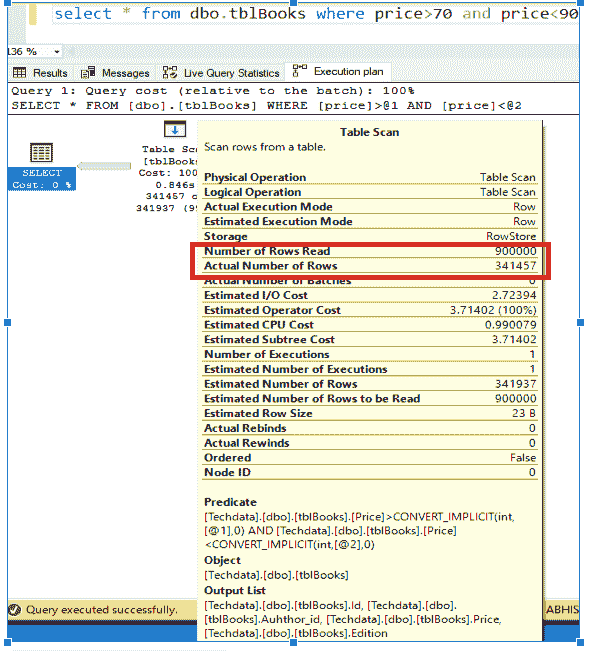 select * from dbo.tblBooks where price>70 and price<90
136 %
Results Messages Live Query Statistics Execution plan
Query 1: Query cost (relative to the batch): 100%
SELECT * FROM [dbo].[tblBooks] WHERE [price]>@1 AND [price]<@2
SELECT
Cost: 0 %
Table Sc
[tblBook
Cost: 100
0.846s
341457 o
341937 (99
Table Scan
Scan rows from a table.
Physical Operation Table Scan
Logical Operation Table Scan
Actual Execution Mode Row
Estimated Execution Mode Row
Storage RowStore
Number of Rows Read 900000
Actual Number of Rows 341457
Actual Number of Batches 0
Estimated I/O Cost 2.72394
Estimated Operator Cost 3.71402 (100%)
Estimated CPU Cost 0.990079
Estimated Subtree Cost 3.71402
Number of Executions 1
Estimated Number of Executions 1
Estimated Number of Rows 341937
Estimated Number of Rows to be Read 900000
Estimated Row Size 23 B
Actual Rebinds 0
Actual Rewinds 0
Ordered False
Node ID 0
Predicate
[Techdata].[dbo].[tblBooks].[Price]>CONVERT_IMPLICIT(int,
[@1],0) AND [Techdata].[dbo].[tblBooks].[Price]
<CONVERT_IMPLICIT(int,[@2],0)
Object
[Techdata].[dbo].[tblBooks]
Output List
[Techdata].[dbo].[tblBooks].Id, [Techdata].[dbo].
[tblBooks].Auhthor_id, [Techdata].[dbo].[tblBooks].Price,
[Techdata].[dbo].[tblBooks].Edition
Query executed successfully.
ABHIS